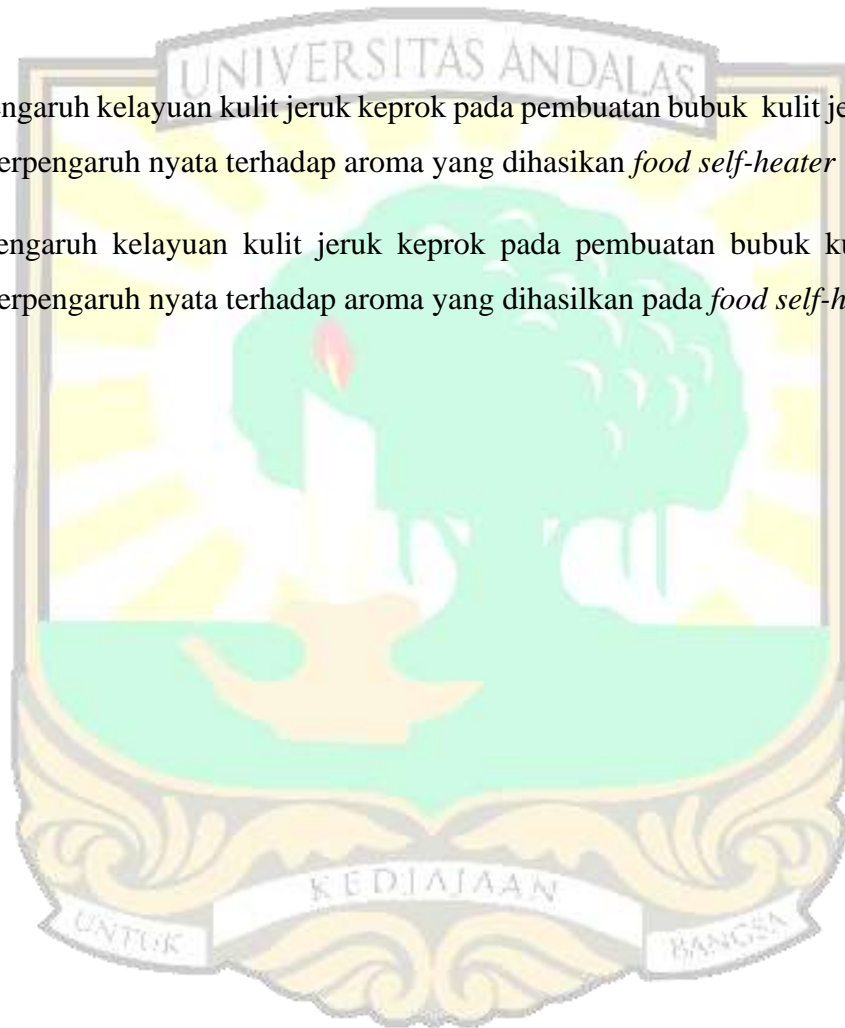 UNIVERSITAS ANDALAS
engaruh kelayuan kulit jeruk keprok pada pembuatan bubuk kulit je
erpengaruh nyata terhadap aroma yang dihasikan food self-heater
engaruh kelayuan kulit jeruk keprok pada pembuatan bubuk ku
erpengaruh nyata terhadap aroma yang dihasilkan pada food self-h
KEDJAJAAN
UNTUK
BANGSA